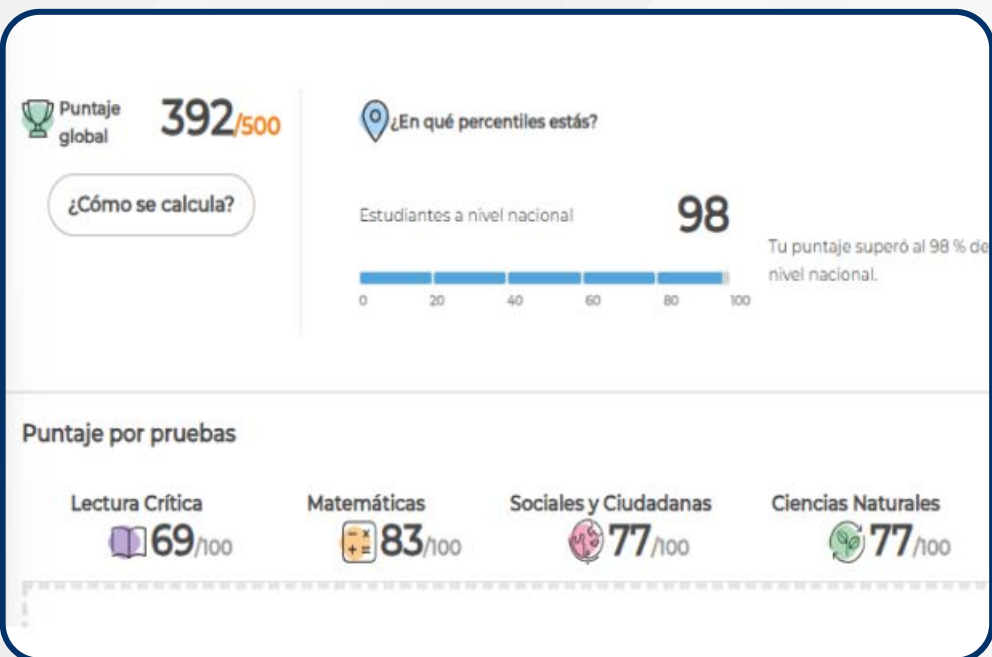 Puntaje
global
392/500
¿Cómo se calcula?
¿En qué percentiles estás?
Estudiantes a nivel nacional
98
0 20 40 60 80 100
Tu puntaje superó al 98 % de
nivel nacional.
Puntaje por pruebas
Lectura Crítica
69/100
Matemáticas
83/100
Sociales y Ciudadanas
77/100
Ciencias Naturales
77/100